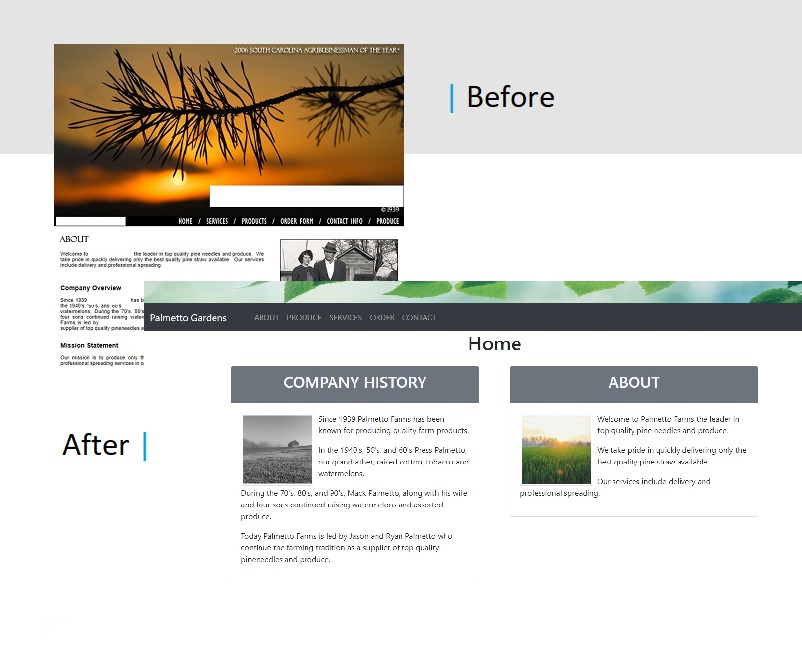 2006 SOUTH CAROLINA AGRIBUSINESSMAN OF THE YEAR*
Before
© 1939
HOME / SERVICES / PRODUCTS / ORDER FORM / CONTACT INFO / PRODUCE
ABOUT
Welcome to the leader in top quality pine needles and produce. We
take pride in quickly delivering only the best quality pine straw available. Our services
include delivery and professional spreading.
Company Overview
Since 1939 has b
the 1940's, '50's, and '60's
watermelons. During the '70's, '80's
four sons continued raising water
Farms is led by
supplier of top quality pineneedles a
Mission Statement
Our mission is to produce only th
professional spreading services in o
Palmetto Gardens ABOUT PRODUCE SERVICES ORDER CONTACT
Home
COMPANY HISTORY
Since 1939 Palmetto Farms has been
known for producing quality farm products.
In the 1940's, 50's, and 60's Press Palmetto,
our grandfather, raised cotton, tobacco and
watermelons.
During the 70's, 80's, and 90's, Mack Palmetto, along with his wife
and four sons continued raising watermelons and assorted
produce.
Today Palmetto Farms is led by Jason and Ryan Palmetto who
continue the farming tradition as a supplier of top quality
pineneedles and produce.
ABOUT
Welcome to Palmetto Farms the leader in
top quality pine needles and produce.
We take pride in quickly delivering only the
best quality pine straw available.
Our services include delivery and
professional spreading.
After